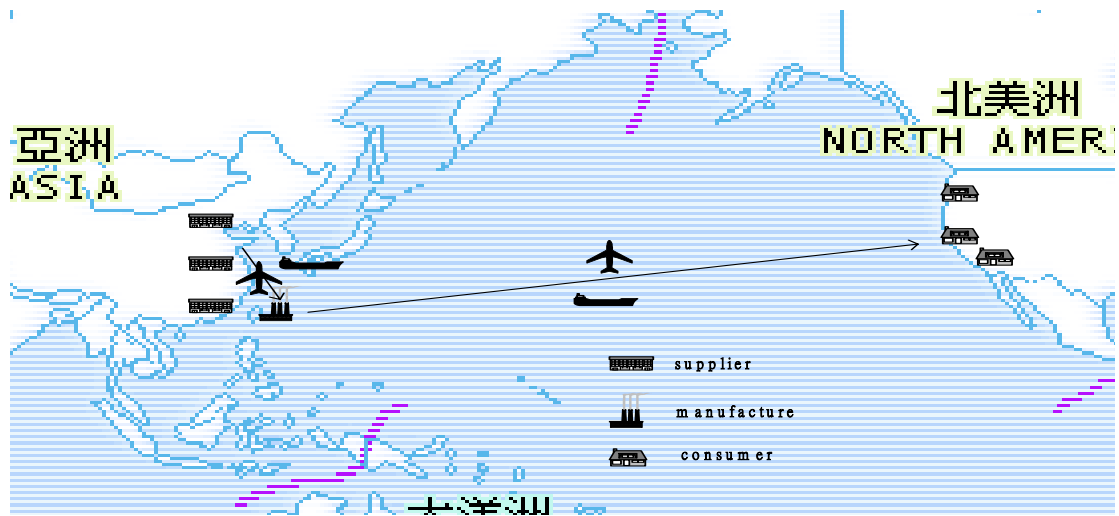 北美洲
NORTH AMERI
亞洲
ASIA
supplier
manufacture
consumer